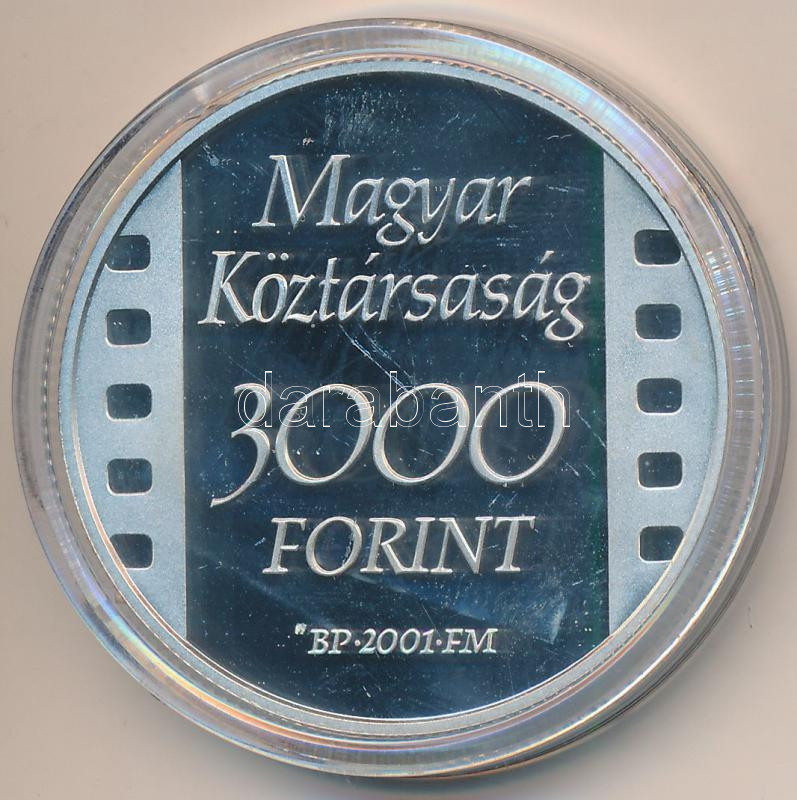 Magyar
Köztársaság
3000
darabanth
FORINT
BP·2001·FM